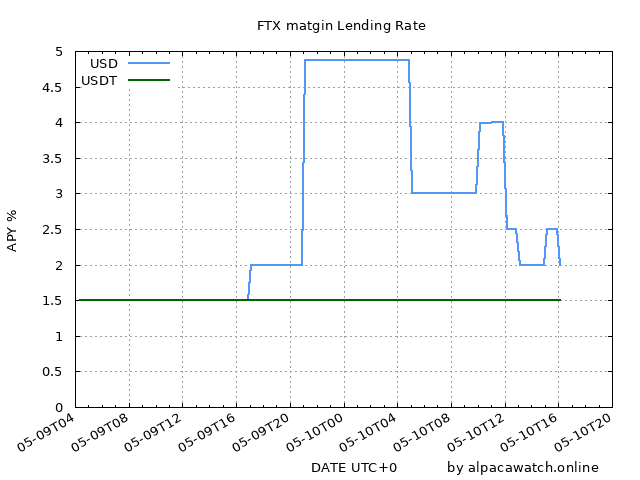 FTX matgin Lending Rate
USD
USDT
5
4.5
4
3.5
3
2.5
2
1.5
1
0.5
0
APY %
05-09T04
05-09T08
05-09T12
05-09T16
05-09T20
05-10T00
05-10T04
05-10T08
05-10T12
05-10T16
05-10T20
DATE UTC+0
by alpacawatch.online